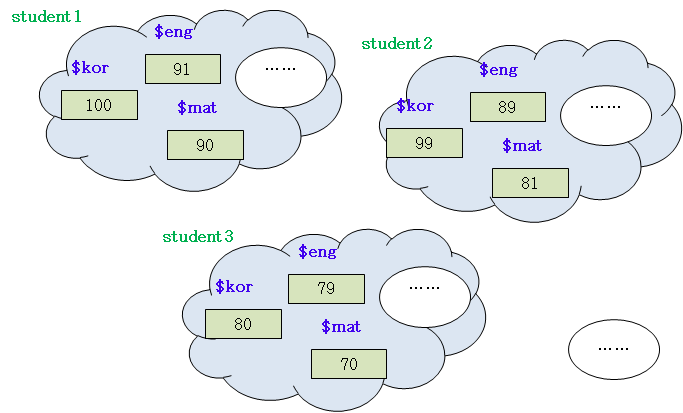 student1
$eng
$kor
91
……
100
$mat
90
student2
$eng
$kor
89
……
99
$mat
81
student3
$eng
$kor
79
……
80
$mat
70
……